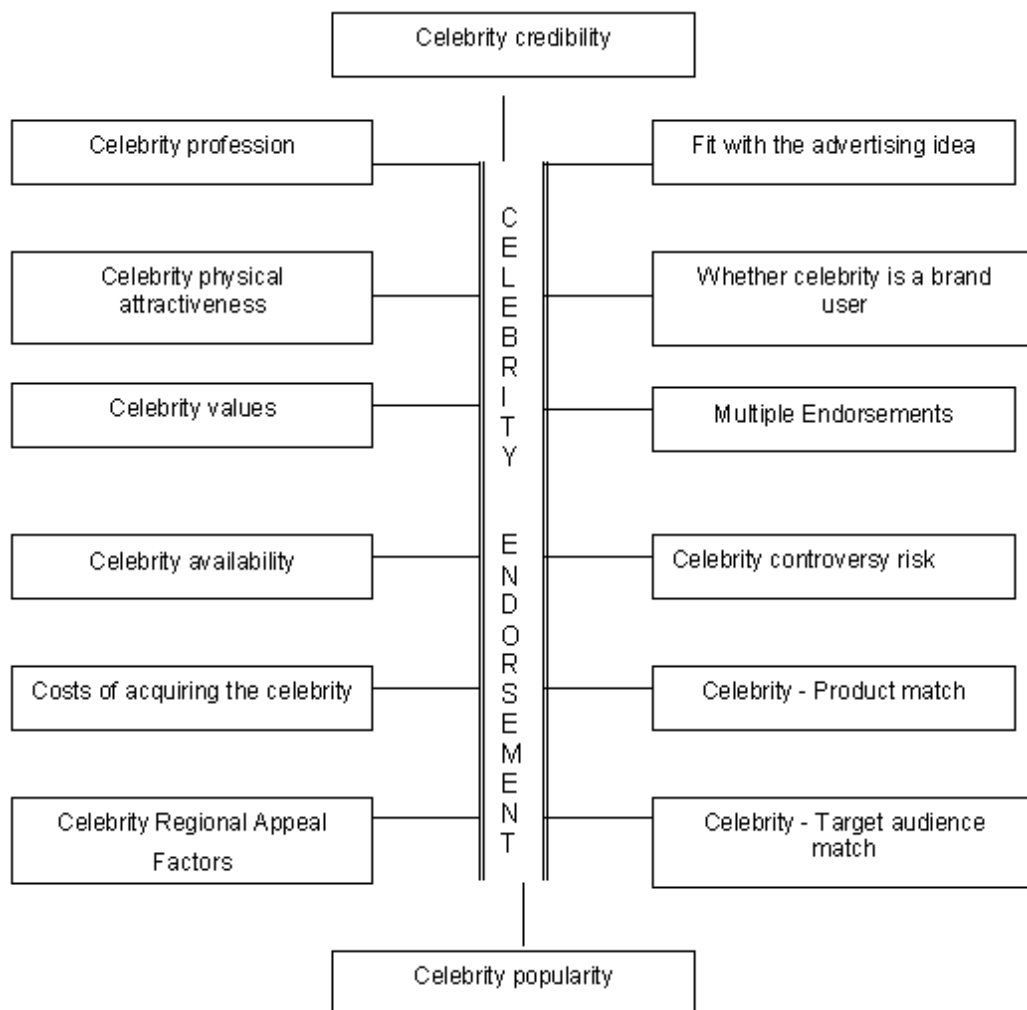 Celebrity credibility
Celebrity profession
Fit with the advertising idea
Celebrity physical
attractiveness
Whether celebrity is a brand
user
Celebrity values
Multiple Endorsements
CELEBRITY ENDORSEMENT
Celebrity availability
Celebrity controversy risk
Costs of acquiring the celebrity
Celebrity - Product match
Celebrity Regional Appeal
Factors
Celebrity - Target audience
match
Celebrity popularity